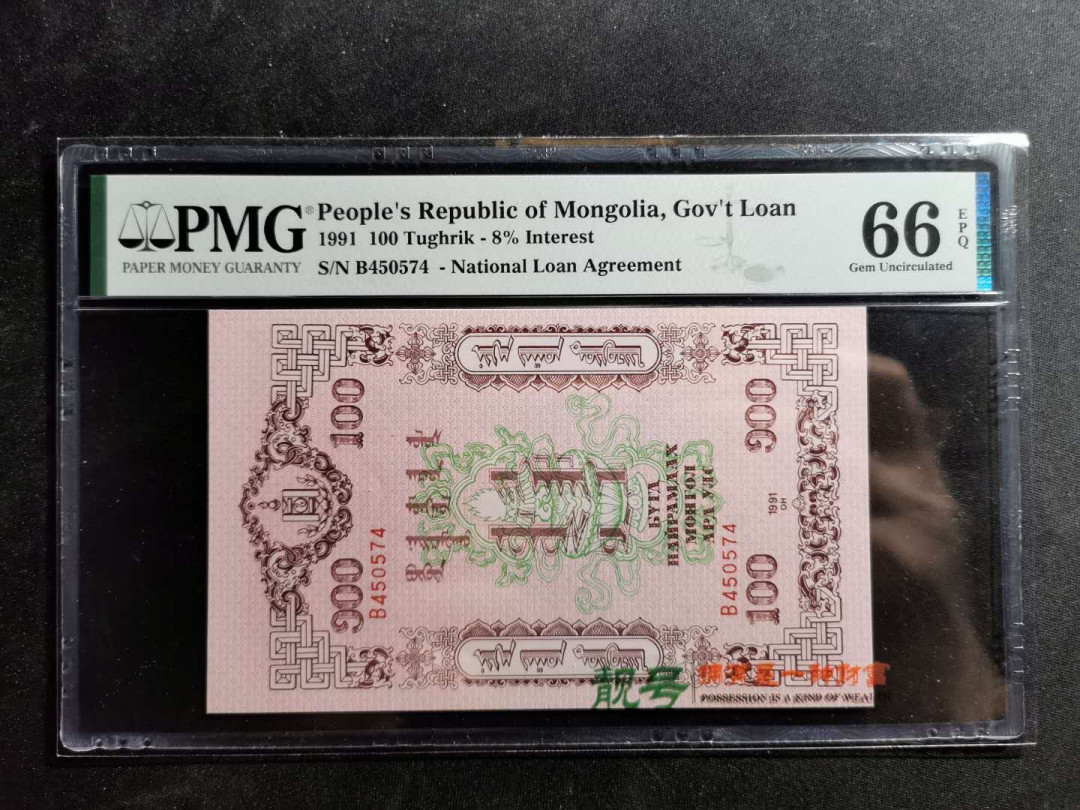 PMG®
PAPER MONEY GUARANTY
People's Republic of Mongolia, Gov't Loan
1991 100 Tughrik - 8% Interest
S/N B450574 - National Loan Agreement
66
EPQ
Gem Uncirculated
100
100
B450574
БҮГД
НАЙРАМДАХ
МОНГОЛ
АРД УЛС
B450574
1991
ОН
100
100
靓号
拥有是一种财富
POSSESSION IS A KIND OF WEALTH